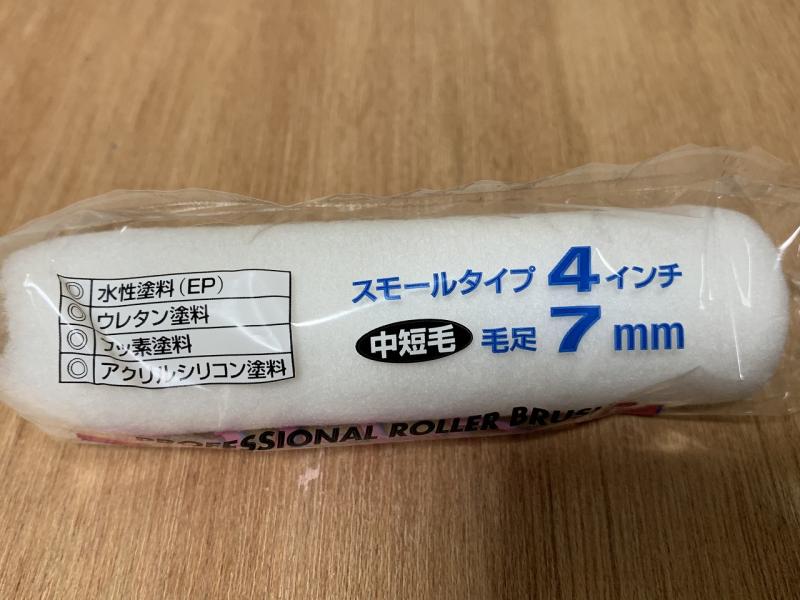 ◎ 水性塗料(EP)
◎ ウレタン塗料
◎ フッ素塗料
◎ アクリルシリコン塗料
スモールタイプ 4インチ
中短毛 毛足 7mm
PROFESSIONAL ROLLER BRUSH